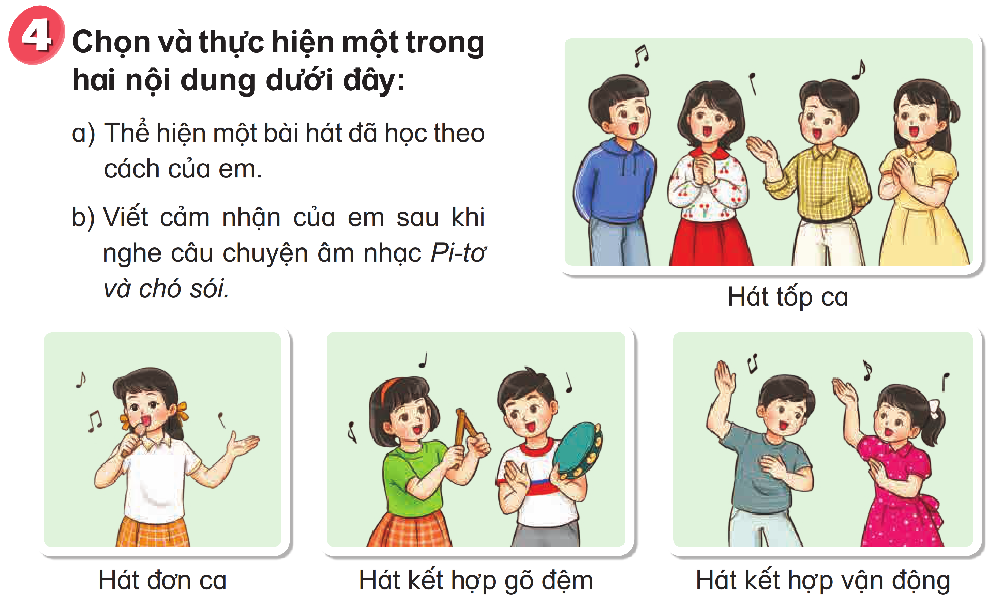 4
Chọn và thực hiện một trong
hai nội dung dưới đây:
a) Thể hiện một bài hát đã học theo
cách của em.
b) Viết cảm nhận của em sau khi
nghe câu chuyện âm nhạc Pi-tơ
và chó sói.
Hát tốp ca
Hát đơn ca
Hát kết hợp gõ đệm
Hát kết hợp vận động